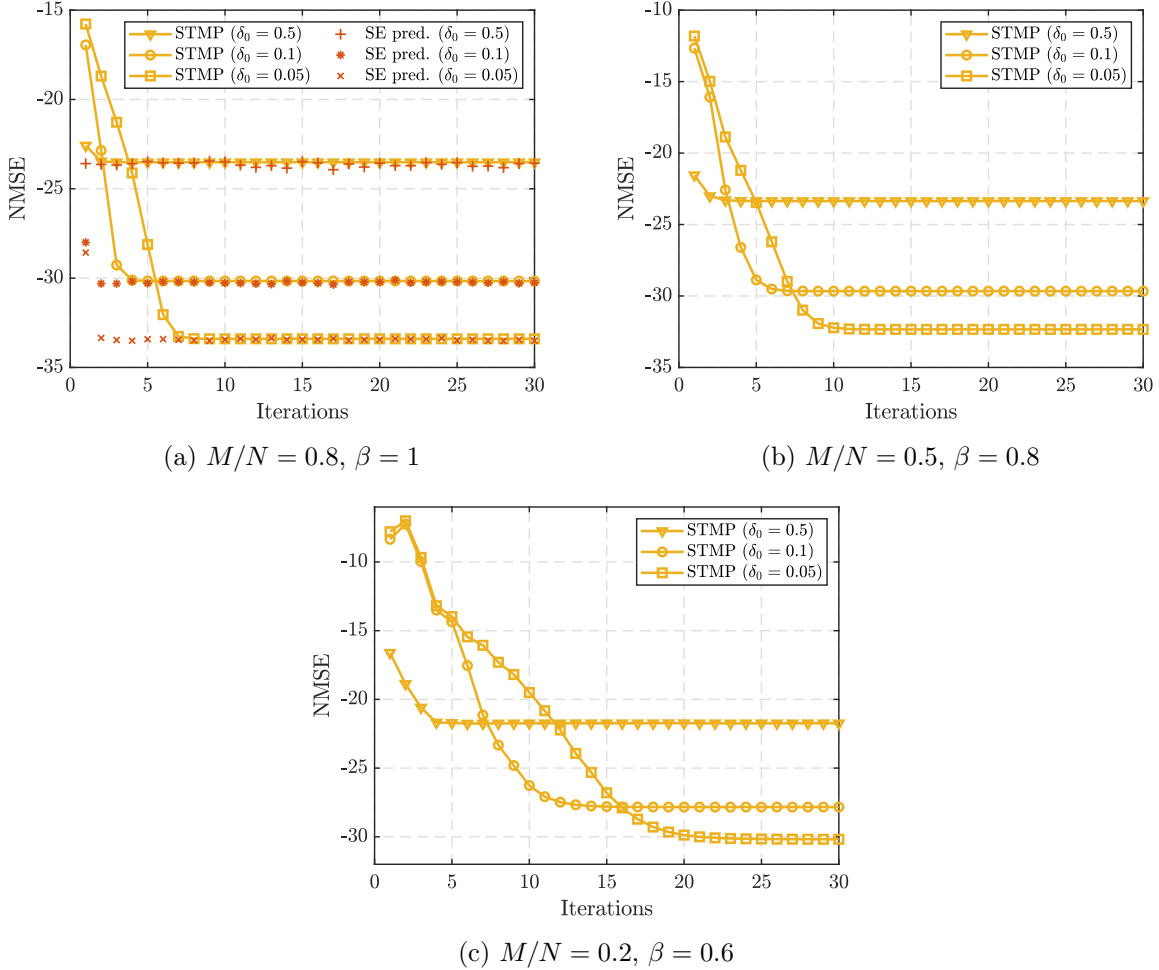 -15
-20
-25
-30
-35
NMSE
0 5 10 15 20 25 30
Iterations
STMP (δ₀ = 0.5)
STMP (δ₀ = 0.1)
STMP (δ₀ = 0.05)
SE pred. (δ₀ = 0.5)
SE pred. (δ₀ = 0.1)
SE pred. (δ₀ = 0.05)
(a) M/N = 0.8, β = 1
-10
-15
-20
-25
-30
-35
NMSE
0 5 10 15 20 25 30
Iterations
STMP (δ₀ = 0.5)
STMP (δ₀ = 0.1)
STMP (δ₀ = 0.05)
(b) M/N = 0.5, β = 0.8
-10
-15
-20
-25
-30
NMSE
0 5 10 15 20 25 30
Iterations
STMP (δ₀ = 0.5)
STMP (δ₀ = 0.1)
STMP (δ₀ = 0.05)
(c) M/N = 0.2, β = 0.6